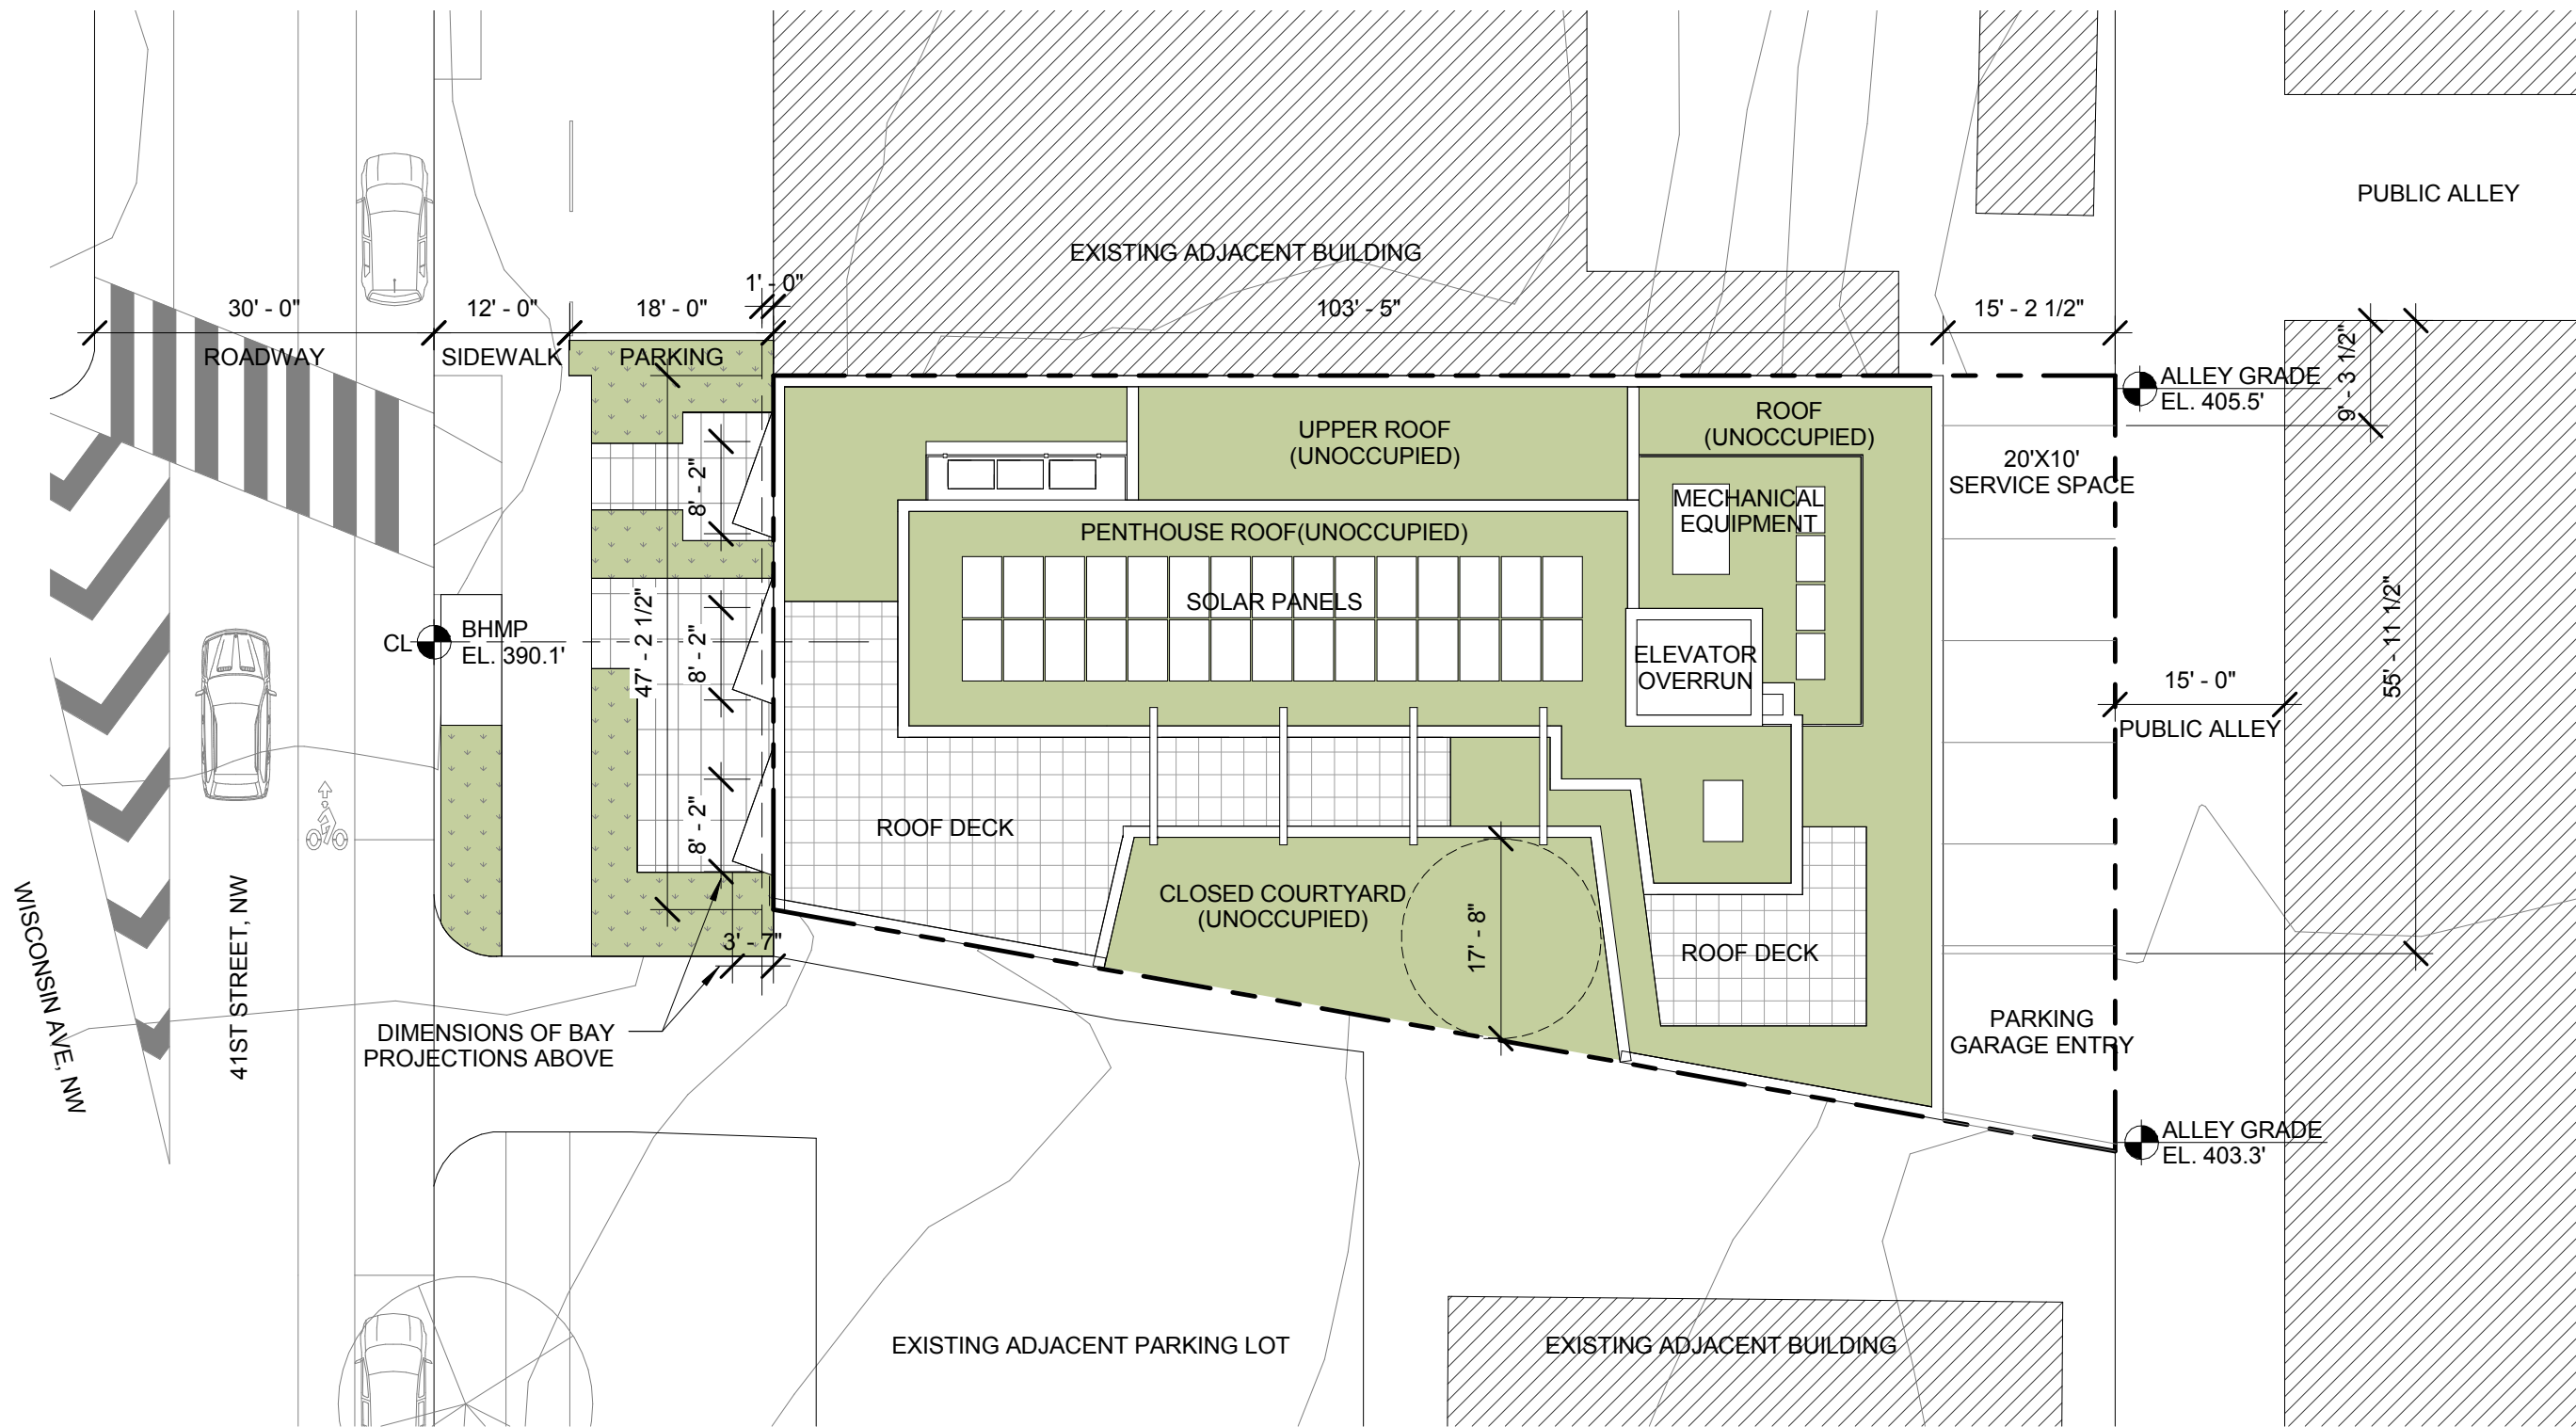 PUBLIC ALLEY
EXISTING ADJACENT BUILDING
1' - 0"
30' - 0"
12' - 0"
18' - 0"
103' - 5"
15' - 2 1/2"
ROADWAY
SIDEWALK
PARKING
9' - 3 1/2"
ALLEY GRADE
EL. 405.5'
ROOF
(UNOCCUPIED)
UPPER ROOF
(UNOCCUPIED)
20'X10'
SERVICE SPACE
8' - 2"
MECHANICAL
EQUIPMENT
PENTHOUSE ROOF(UNOCCUPIED)
SOLAR PANELS
55' - 11 1/2"
CL
BHMP
EL. 390.1'
47' - 2 1/2"
8' - 2"
ELEVATOR
OVERRUN
15' - 0"
PUBLIC ALLEY
8' - 2"
ROOF DECK
CLOSED COURTYARD
(UNOCCUPIED)
17' - 8"
3' - 7"
ROOF DECK
WISCONSIN AVE, NW
41ST STREET, NW
DIMENSIONS OF BAY
PROJECTIONS ABOVE
PARKING
GARAGE ENTRY
ALLEY GRADE
EL. 403.3'
EXISTING ADJACENT PARKING LOT
EXISTING ADJACENT BUILDING